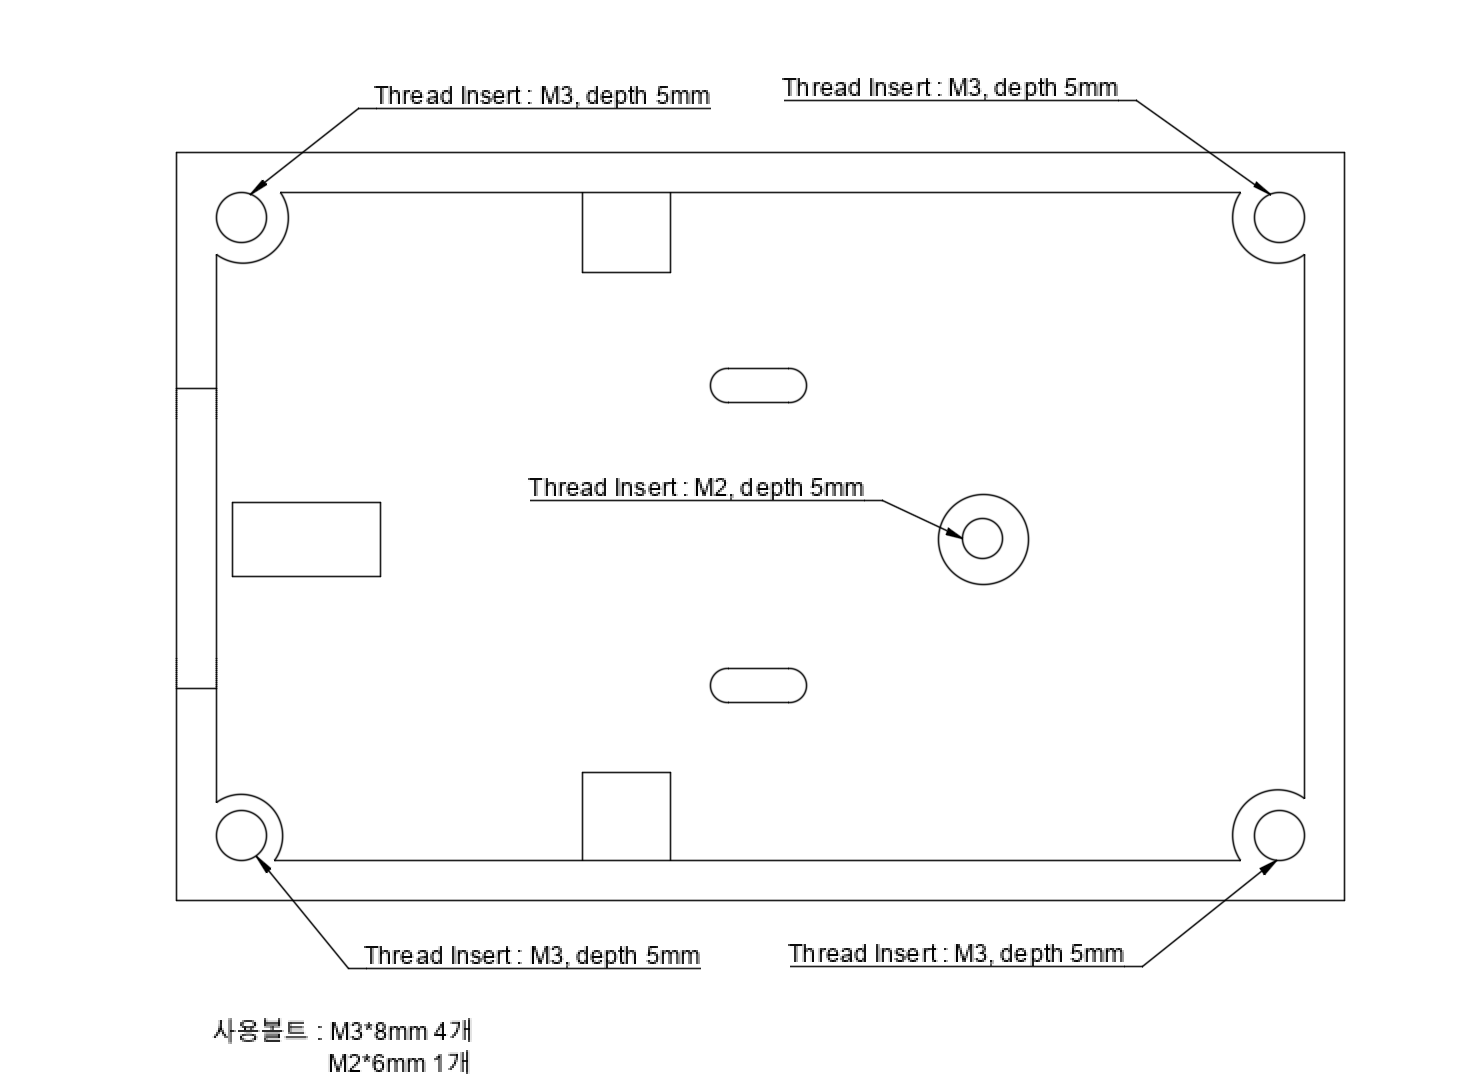 Thread Insert : M3, depth 5mm
Thread Insert : M3, depth 5mm
Thread Insert : M2, depth 5mm
Thread Insert : M3, depth 5mm
Thread Insert : M3, depth 5mm
사용볼트 : M3*8mm 4개
M2*6mm 1개